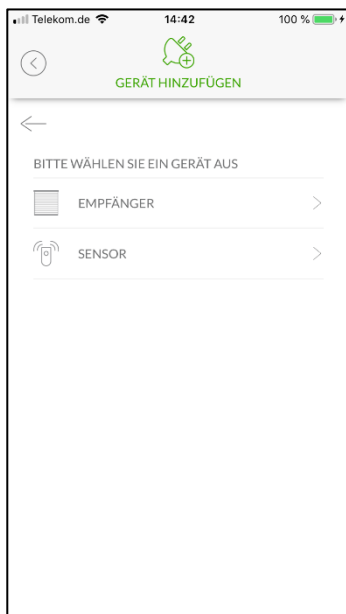 Telekom.de 14:42 100 %
GERÄT HINZUFÜGEN
BITTE WÄHLEN SIE EIN GERÄT AUS
EMPFÄNGER
SENSOR